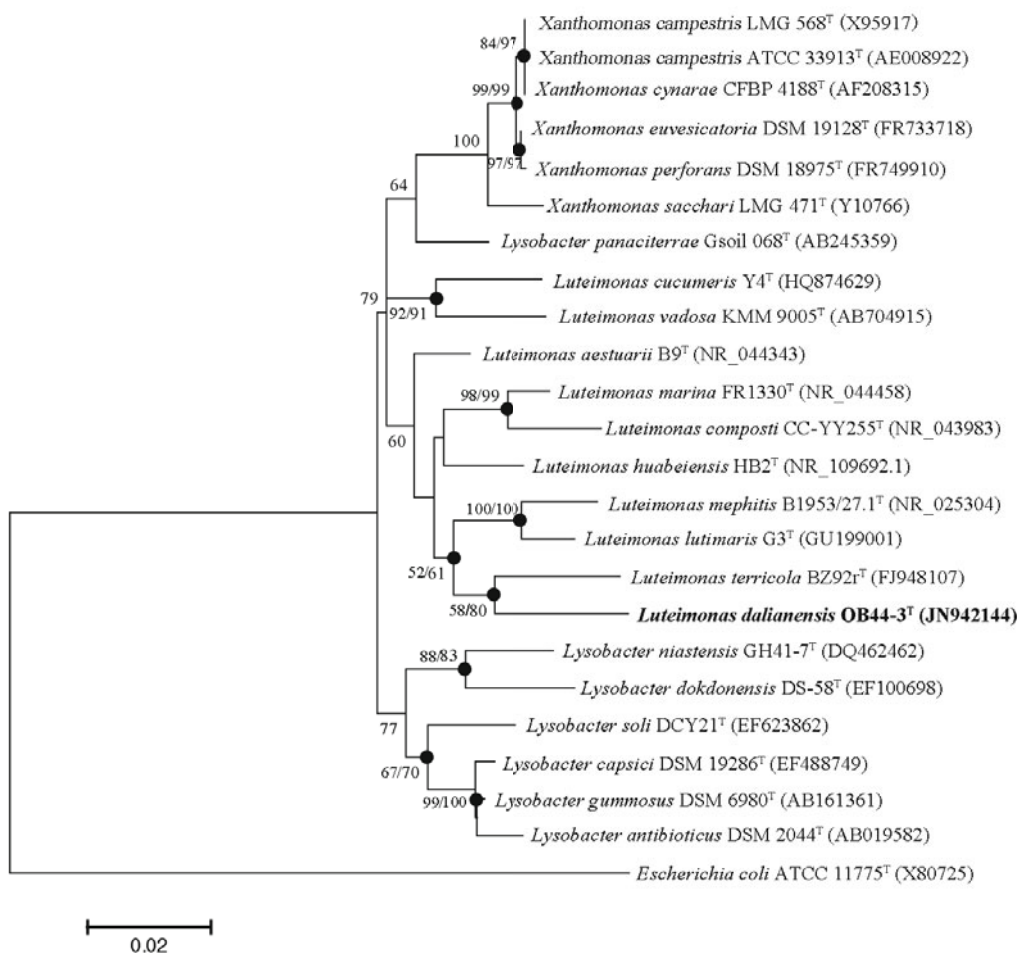 Xanthomonas campestris LMG 568ᵀ (X95917)
84/97
Xanthomonas campestris ATCC 33913ᵀ (AE008922)
99/99
Xanthomonas cynarae CFBP 4188ᵀ (AF208315)
Xanthomonas euvesicatoria DSM 19128ᵀ (FR733718)
100
97/97
Xanthomonas perforans DSM 18975ᵀ (FR749910)
64
Xanthomonas sacchari LMG 471ᵀ (Y10766)
Lysobacter panaciterrae Gsoil 068ᵀ (AB245359)
Luteimonas cucumeris Y4ᵀ (HQ874629)
79
92/91
Luteimonas vadosa KMM 9005ᵀ (AB704915)
Luteimonas aestuarii B9ᵀ (NR_044343)
98/99
Luteimonas marina FR1330ᵀ (NR_044458)
Luteimonas composti CC-YY255ᵀ (NR_043983)
60
Luteimonas huabeiensis HB2ᵀ (NR_109692.1)
Luteimonas mephitis B1953/27.1ᵀ (NR_025304)
100/100
Luteimonas lutimaris G3ᵀ (GU199001)
52/61
Luteimonas terricola BZ92rᵀ (FJ948107)
58/80
Luteimonas dalianensis OB44-3ᵀ (JN942144)
88/83
Lysobacter niastensis GH41-7ᵀ (DQ462462)
Lysobacter dokdonensis DS-58ᵀ (EF100698)
77
Lysobacter soli DCY21ᵀ (EF623862)
67/70
Lysobacter capsici DSM 19286ᵀ (EF488749)
99/100
Lysobacter gummosus DSM 6980ᵀ (AB161361)
Lysobacter antibioticus DSM 2044ᵀ (AB019582)
Escherichia coli ATCC 11775ᵀ (X80725)
0.02